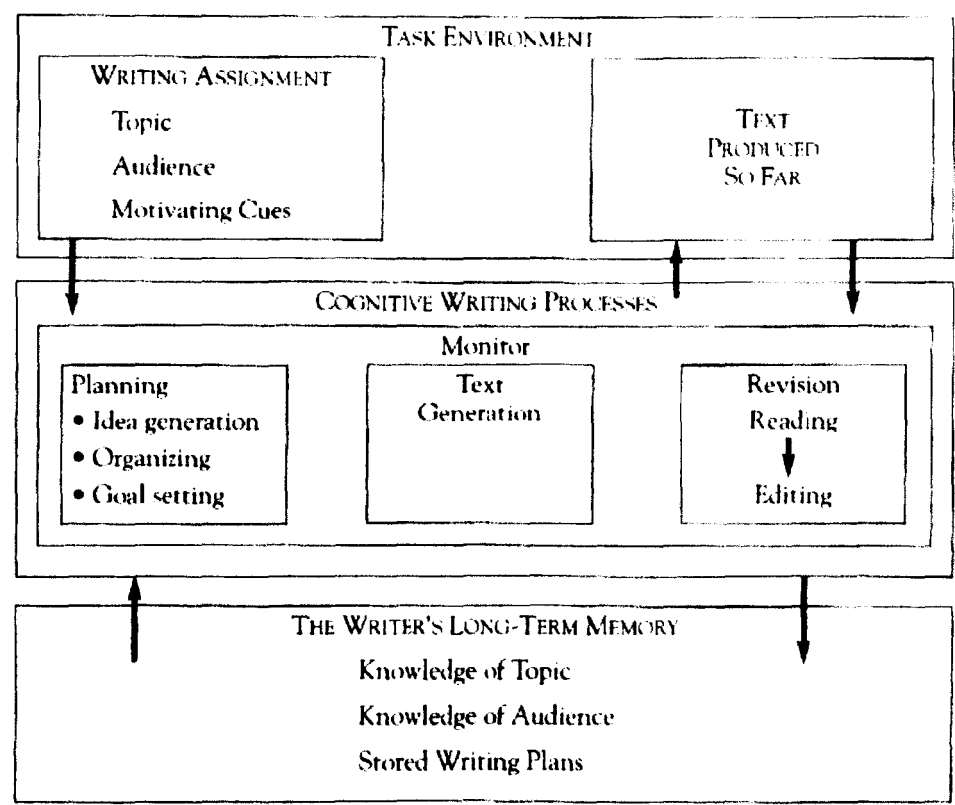 TASK ENVIRONMENT
WRITING ASSIGNMENT
Topic
Audience
Motivating Cues
TEXT
PRODUCED
SO FAR
COGNITIVE WRITING PROCESSES
Monitor
Planning
• Idea generation
• Organizing
• Goal setting
Text
Generation
Revision
Reading
Editing
THE WRITER'S LONG-TERM MEMORY
Knowledge of Topic
Knowledge of Audience
Stored Writing Plans